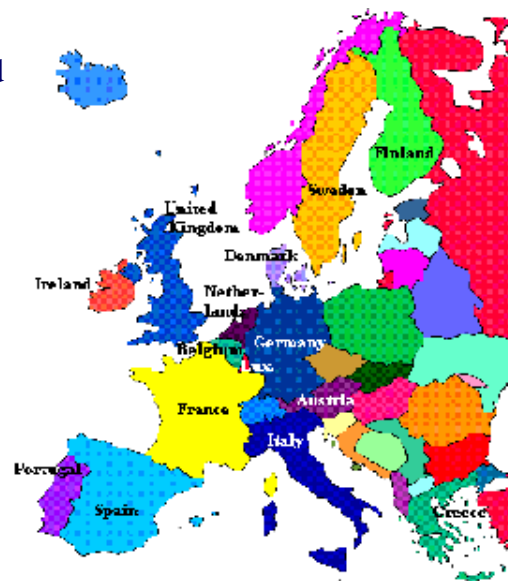 d
Finland
Sweden
United
Kingdom
Denmark
Ireland
Nether-
lands
Germany
Belgium
Lux.
France
Austria
Italy
Portugal
Spain
Greece